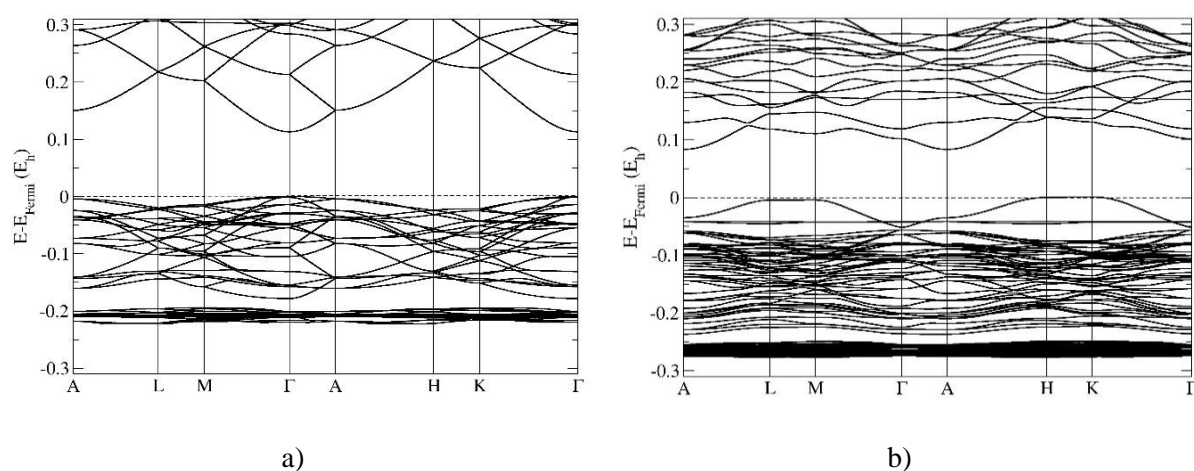 0.3
0.2
0.1
0
-0.1
-0.2
-0.3
E-E_Fermi (E_h)
A L M Γ A H K Γ
a)
0.3
0.2
0.1
0
-0.1
-0.2
-0.3
E-E_Fermi (E_h)
A L M Γ A H K Γ
b)